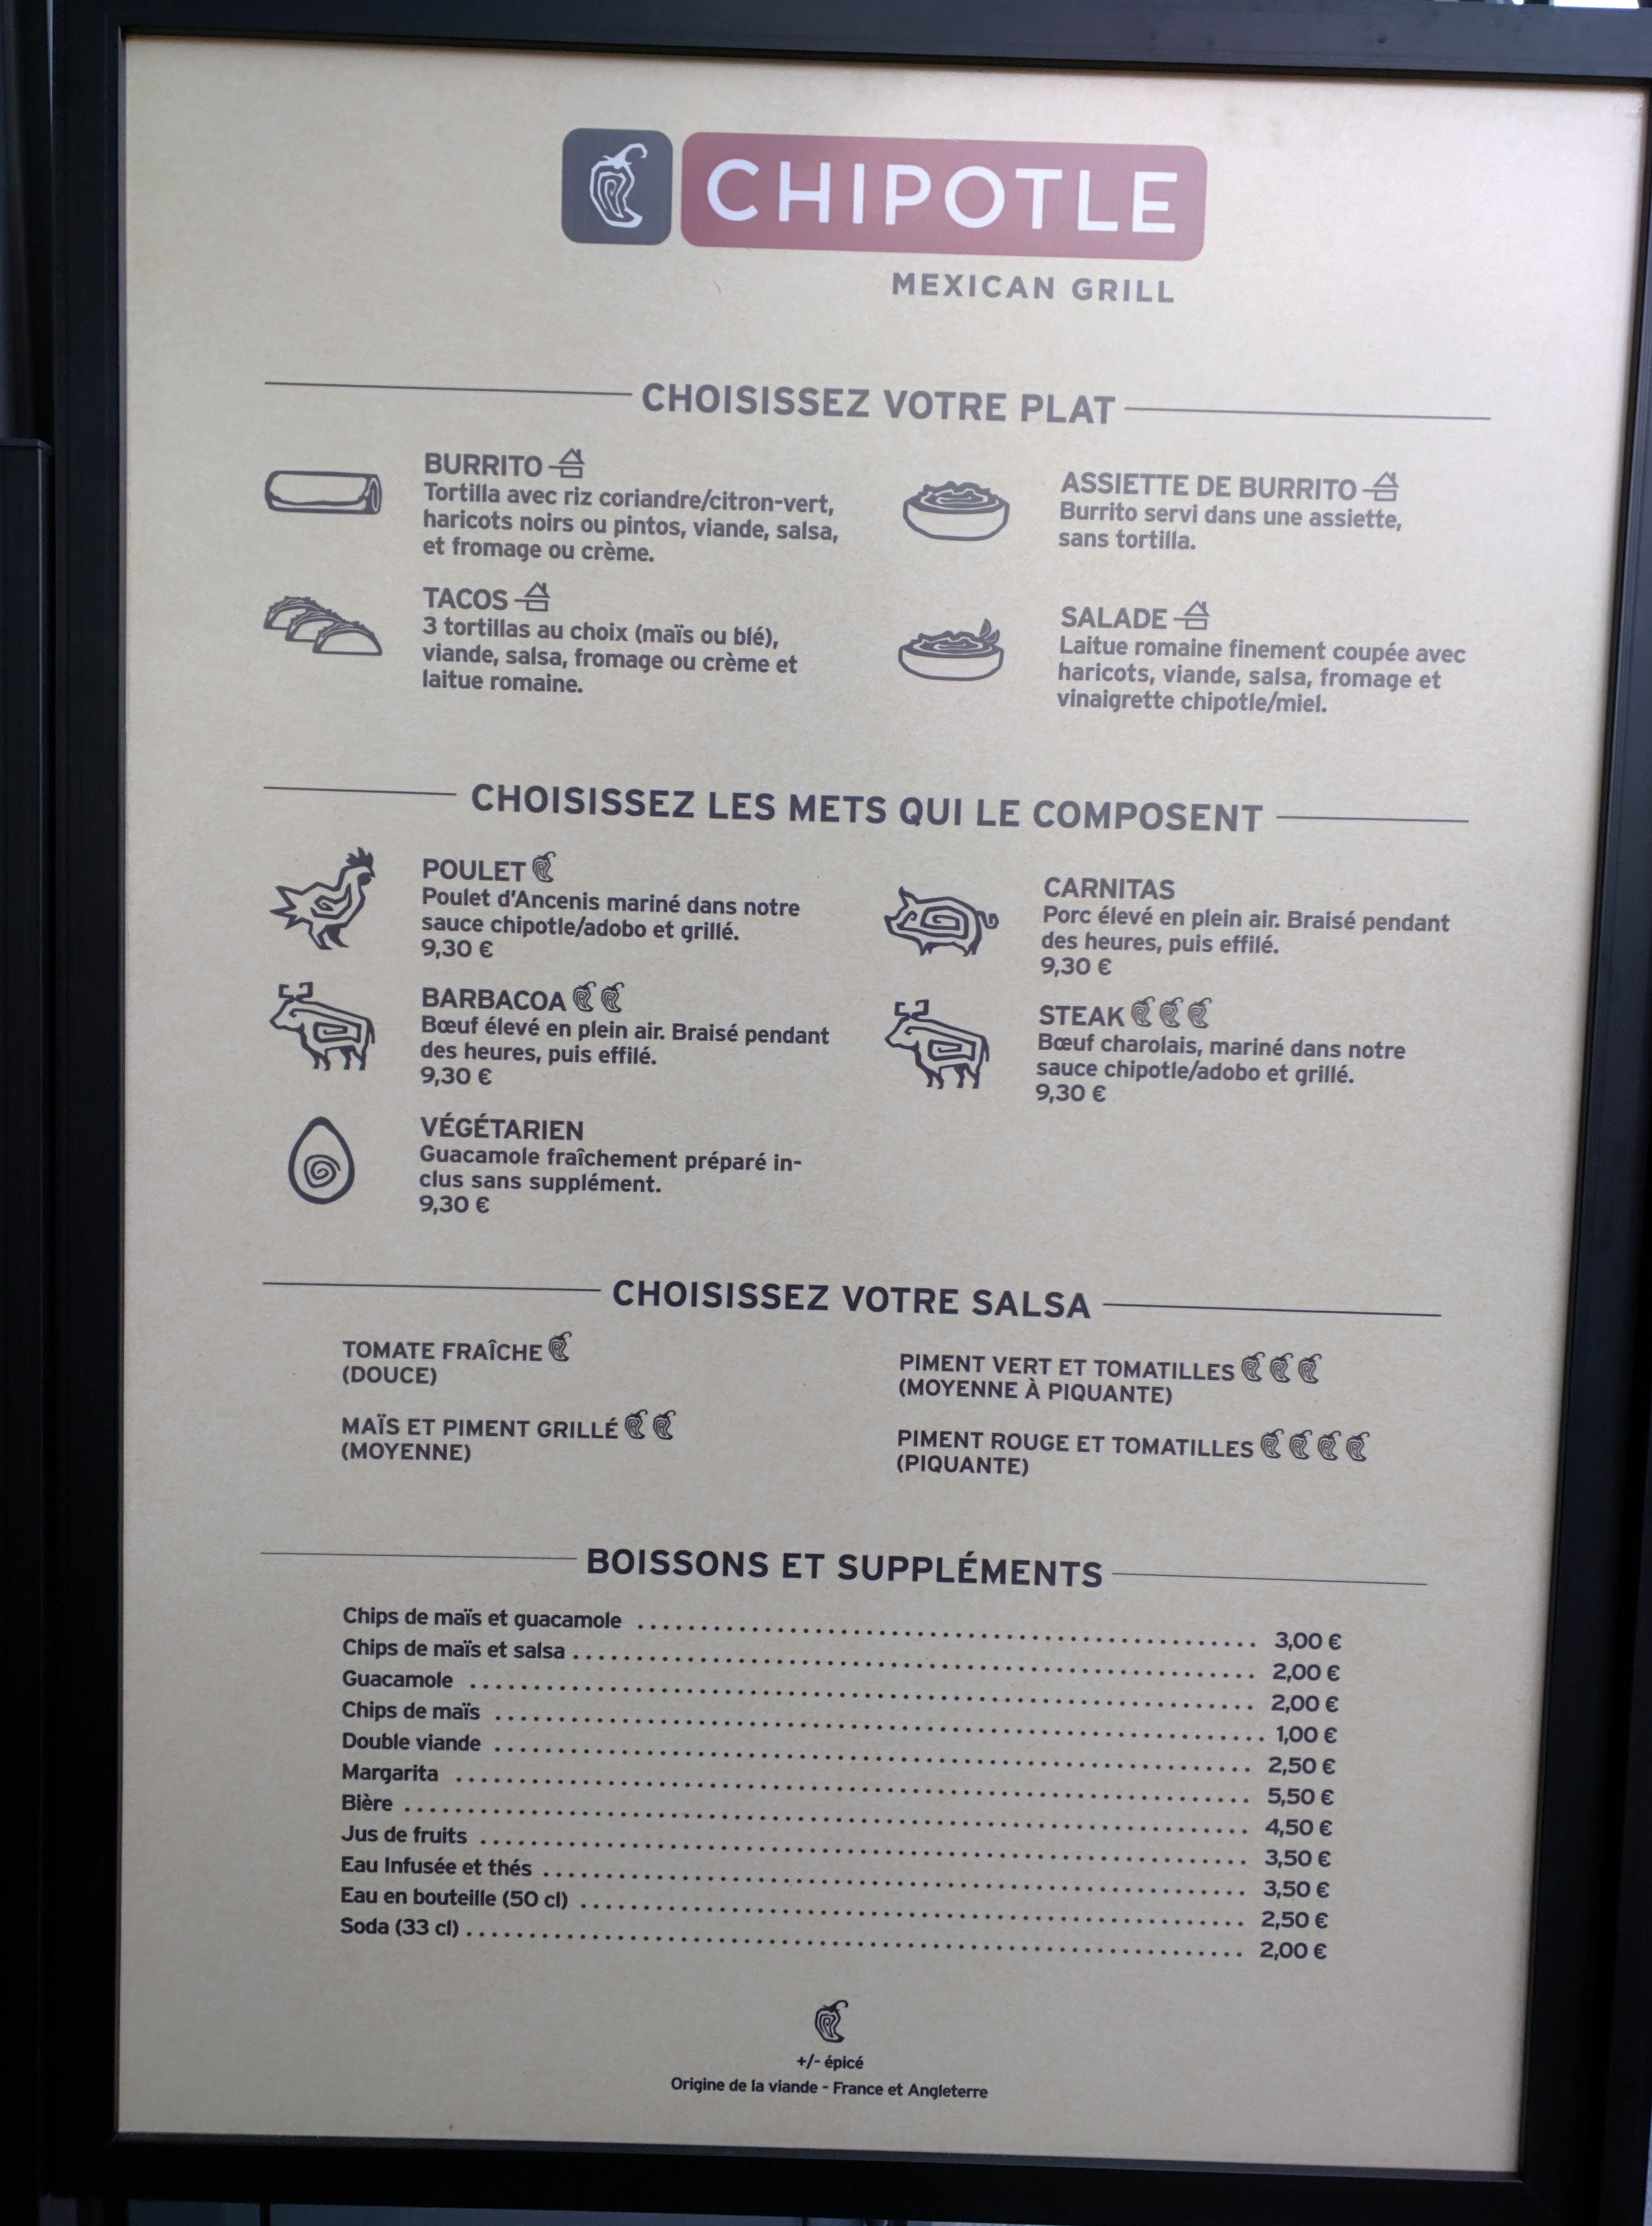 CHIPOTLE
MEXICAN GRILL
CHOISISSEZ VOTRE PLAT
BURRITO
Tortilla avec riz coriandre/citron-vert,
haricots noirs ou pintos, viande, salsa,
et fromage ou crème.
ASSIETTE DE BURRITO
Burrito servi dans une assiette,
sans tortilla.
TACOS
3 tortillas au choix (maïs ou blé),
viande, salsa, fromage ou crème et
laitue romaine.
SALADE
Laitue romaine finement coupée avec
haricots, viande, salsa, fromage et
vinaigrette chipotle/miel.
CHOISISSEZ LES METS QUI LE COMPOSENT
POULET
Poulet d'Ancenis mariné dans notre
sauce chipotle/adobo et grillé.
9,30 €
CARNITAS
Porc élevé en plein air. Braisé pendant
des heures, puis effilé.
9,30 €
BARBACOA
Bœuf élevé en plein air. Braisé pendant
des heures, puis effilé.
9,30 €
STEAK
Bœuf charolais, mariné dans notre
sauce chipotle/adobo et grillé.
9,30 €
VÉGÉTARIEN
Guacamole fraîchement préparé in-
clus sans supplément.
9,30 €
CHOISISSEZ VOTRE SALSA
TOMATE FRAÎCHE
(DOUCE)
PIMENT VERT ET TOMATILLES
(MOYENNE À PIQUANTE)
MAÏS ET PIMENT GRILLÉ
(MOYENNE)
PIMENT ROUGE ET TOMATILLES
(PIQUANTE)
BOISSONS ET SUPPLÉMENTS
Chips de maïs et guacamole 3,00 €
Chips de maïs et salsa 2,00 €
Guacamole 2,00 €
Chips de maïs 1,00 €
Double viande 2,50 €
Margarita 5,50 €
Bière 4,50 €
Jus de fruits 3,50 €
Eau Infusée et thés 3,50 €
Eau en bouteille (50 cl) 2,50 €
Soda (33 cl) 2,00 €
+/- épicé
Origine de la viande - France et Angleterre